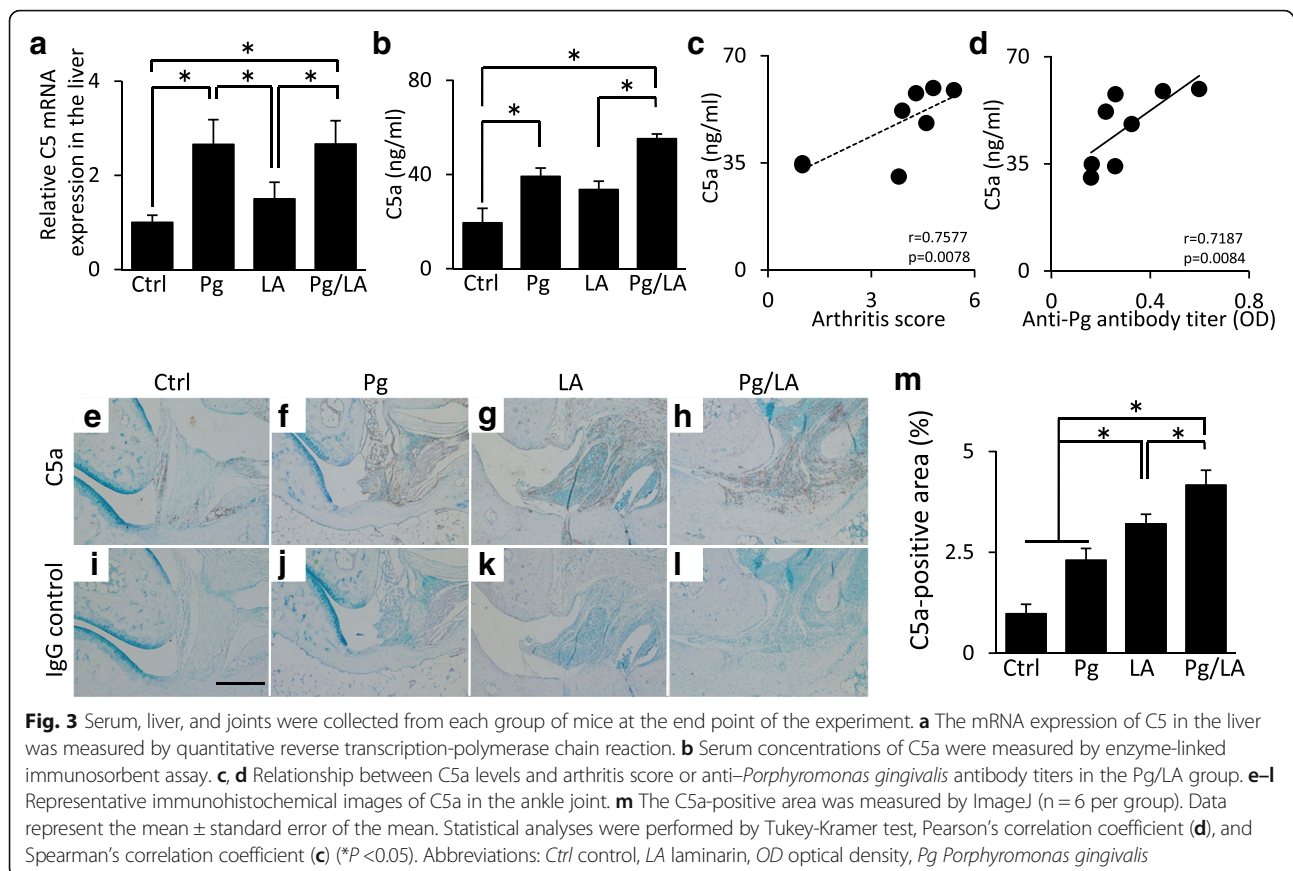 a
Relative C5 mRNA
expression in the liver
4
2
0
*
*
*
*
Ctrl Pg LA Pg/LA
b
C5a (ng/ml)
80
40
0
*
*
*
Ctrl Pg LA Pg/LA
c
C5a (ng/ml)
70
35
0
r=0.7577
p=0.0078
0 3 6
Arthritis score
d
C5a (ng/ml)
70
35
0
r=0.7187
p=0.0084
0 0.4 0.8
Anti-Pg antibody titer (OD)
Ctrl Pg LA Pg/LA
C5a
e f g h
IgG control
i j k l
m
C5a-positive area (%)
5
2.5
0
*
*
*
Ctrl Pg LA Pg/LA
Fig. 3 Serum, liver, and joints were collected from each group of mice at the end point of the experiment. a The mRNA expression of C5 in the liver
was measured by quantitative reverse transcription-polymerase chain reaction. b Serum concentrations of C5a were measured by enzyme-linked
immunosorbent assay. c, d Relationship between C5a levels and arthritis score or anti–Porphyromonas gingivalis antibody titers in the Pg/LA group. e–l
Representative immunohistochemical images of C5a in the ankle joint. m The C5a-positive area was measured by ImageJ (n = 6 per group). Data
represent the mean ± standard error of the mean. Statistical analyses were performed by Tukey-Kramer test, Pearson's correlation coefficient (d), and
Spearman's correlation coefficient (c) (*P <0.05). Abbreviations: Ctrl control, LA laminarin, OD optical density, Pg Porphyromonas gingivalis